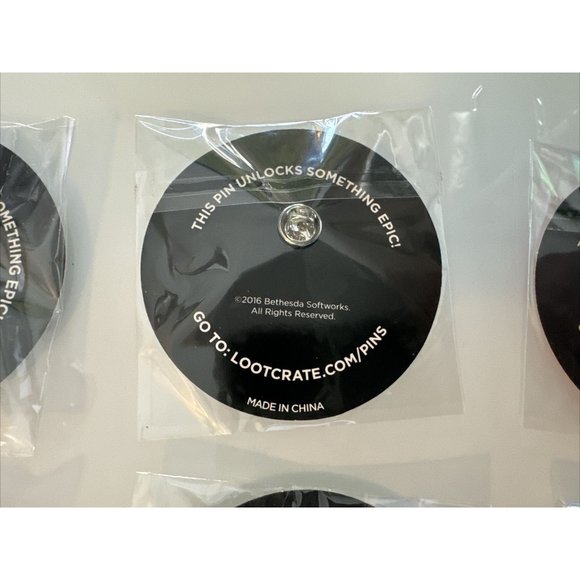 THIS PIN UNLOCKS SOMETHING EPIC!
©2016 Bethesda Softworks.
All Rights Reserved.
GO TO: LOOTCRATE.COM/PINS
MADE IN CHINA
SOMETHING EPIC!